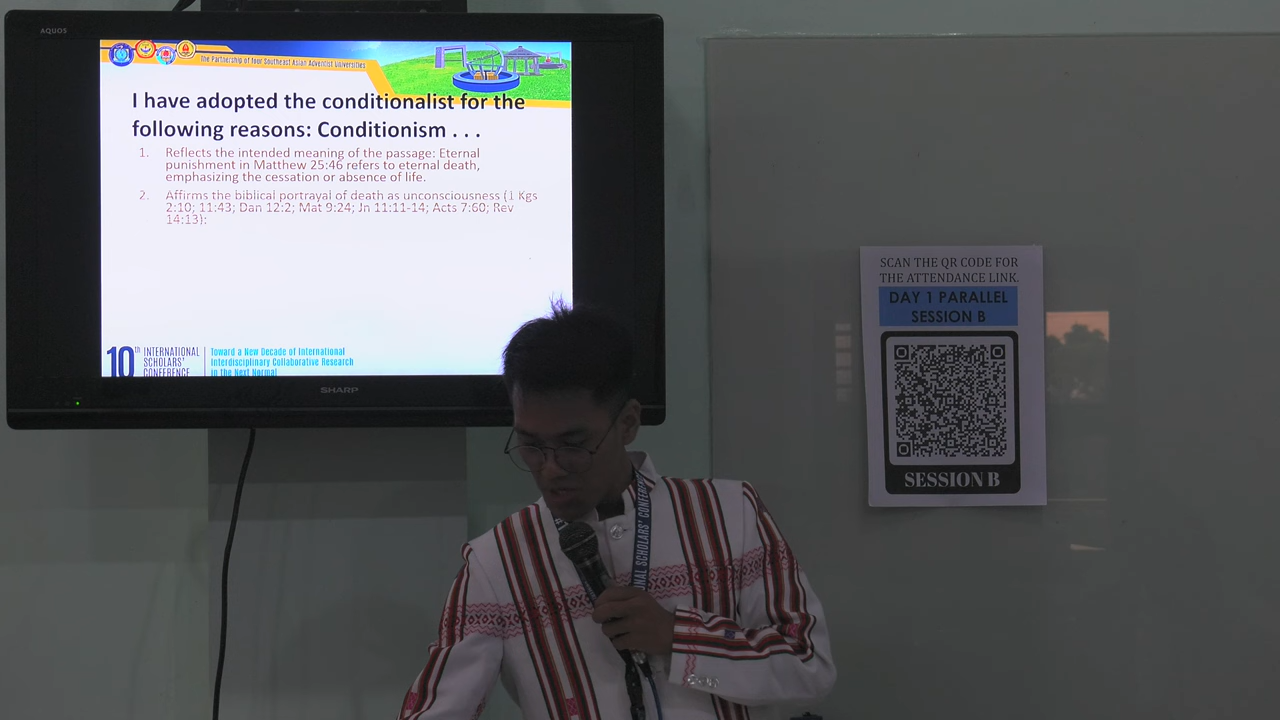 AQUOS
The Partnership of four Southeast Asian Adventist Universities
I have adopted the conditionalist for the
following reasons: Conditionism . . .
1. Reflects the intended meaning of the passage: Eternal
punishment in Matthew 25:46 refers to eternal death,
emphasizing the cessation or absence of life.
2. Affirms the biblical portrayal of death as unconsciousness (1 Kgs
2:10; 11:43; Dan 12:2; Mat 9:24; Jn 11:11-14; Acts 7:60; Rev
14:13):
10th INTERNATIONAL
SCHOLARS'
CONFERENCE
Toward a New Decade of International
Interdisciplinary Collaborative Research
in the Next Normal
SHARP
SCAN THE QR CODE FOR
THE ATTENDANCE LINK.
DAY 1 PARALLEL
SESSION B
SESSION B
NAL SCHOLARS' CONFERENCE